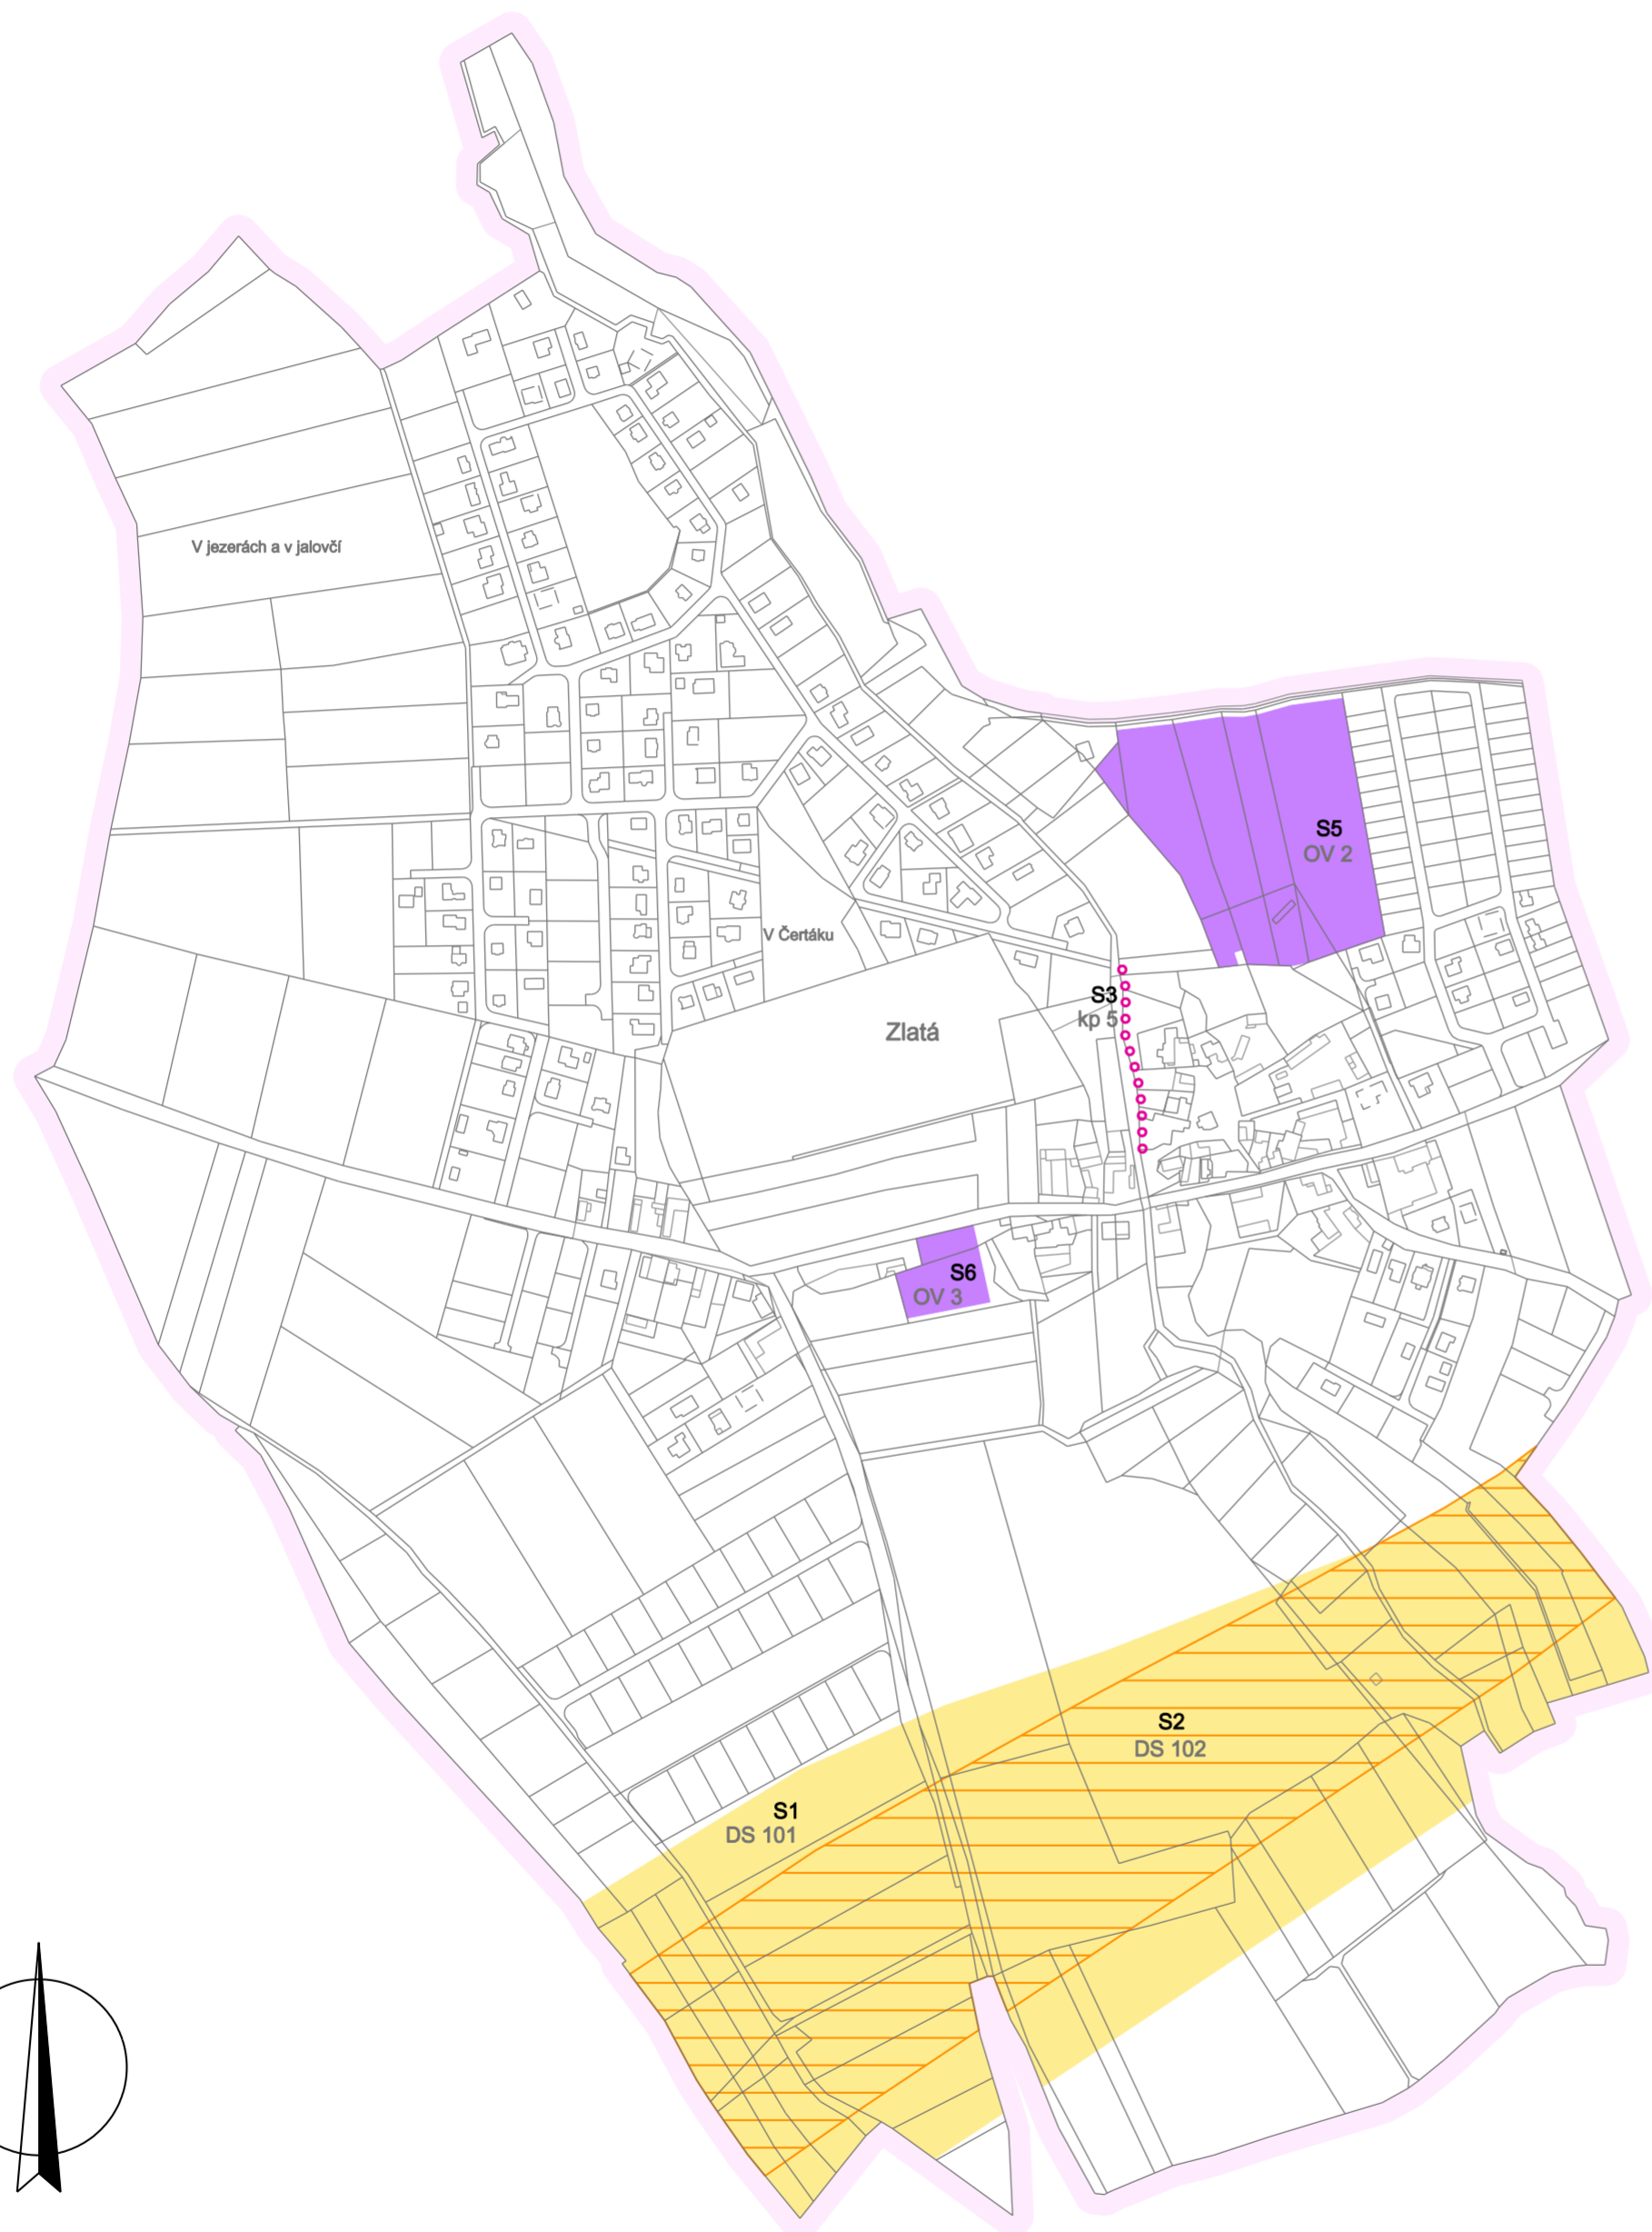 V jezerách a v jalovčí
S5
OV 2
V Čertáku
S3
kp 5
Zlatá
S6
OV 3
S2
DS 102
S1
DS 101